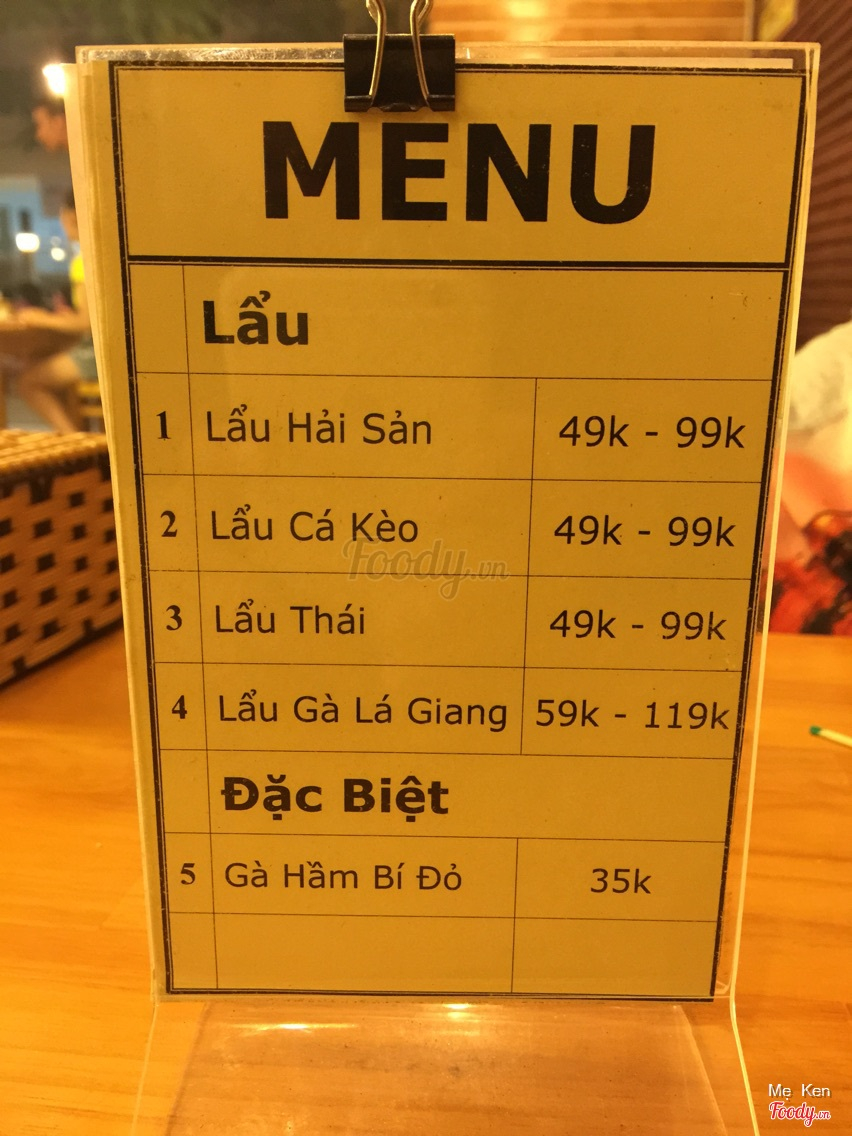 MENU
Lẩu
1 Lẩu Hải Sản 49k - 99k
2 Lẩu Cá Kèo 49k - 99k
Foody.vn
3 Lẩu Thái 49k - 99k
4 Lẩu Gà Lá Giang 59k - 119k
Đặc Biệt
5 Gà Hầm Bí Đỏ 35k
Mẹ Ken
Foody.vn